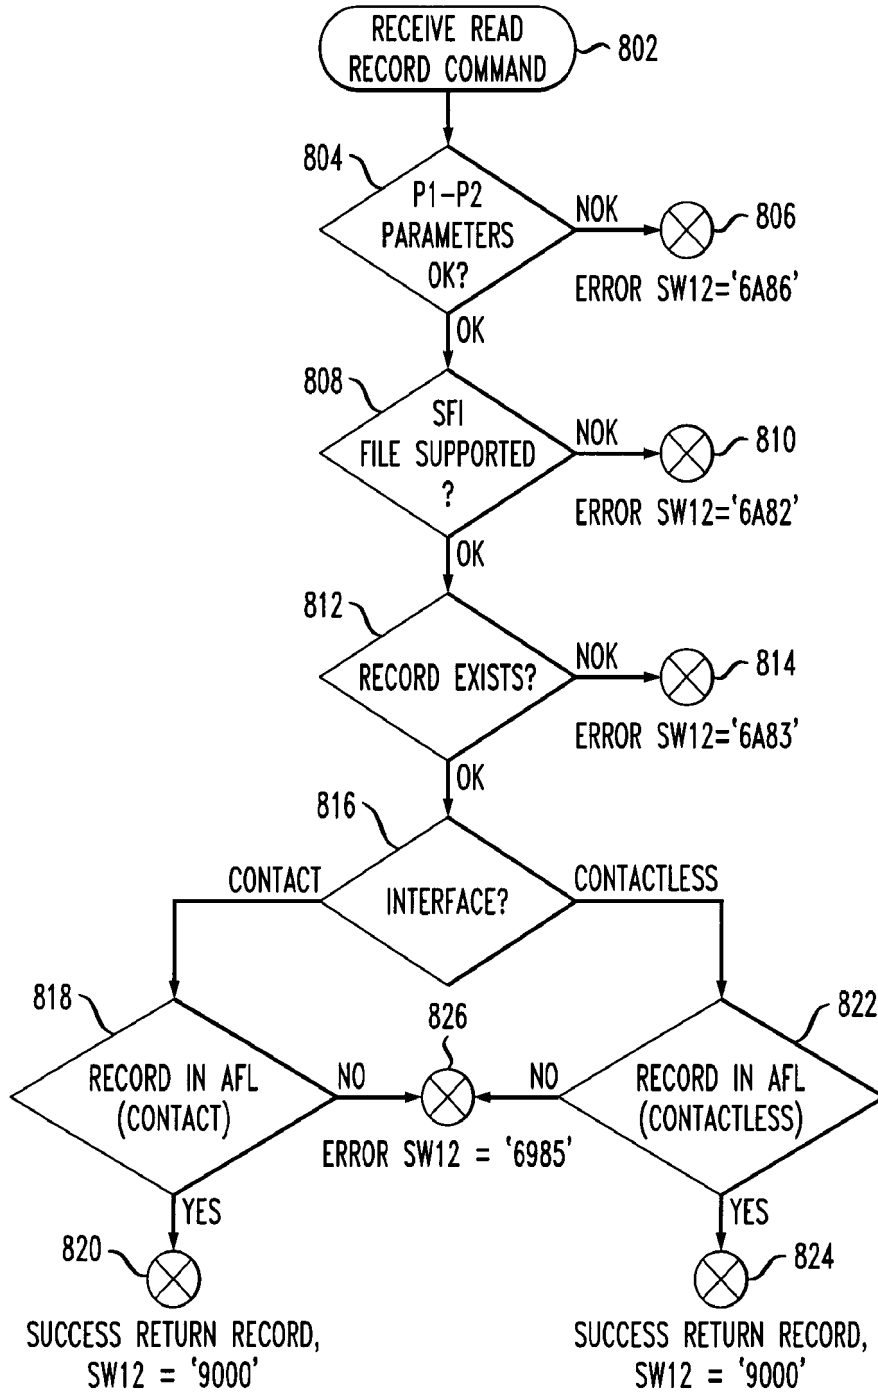 RECEIVE READ
RECORD COMMAND
802
804
P1-P2
PARAMETERS
OK?
NOK
806
ERROR SW12='6A86'
OK
808
SFI
FILE SUPPORTED
?
NOK
810
ERROR SW12='6A82'
OK
812
RECORD EXISTS?
NOK
814
ERROR SW12='6A83'
OK
816
INTERFACE?
CONTACT
CONTACTLESS
818
RECORD IN AFL
(CONTACT)
NO
826
ERROR SW12 = '6985'
NO
822
RECORD IN AFL
(CONTACTLESS)
YES
820
SUCCESS RETURN RECORD,
SW12 = '9000'
YES
824
SUCCESS RETURN RECORD,
SW12 = '9000'